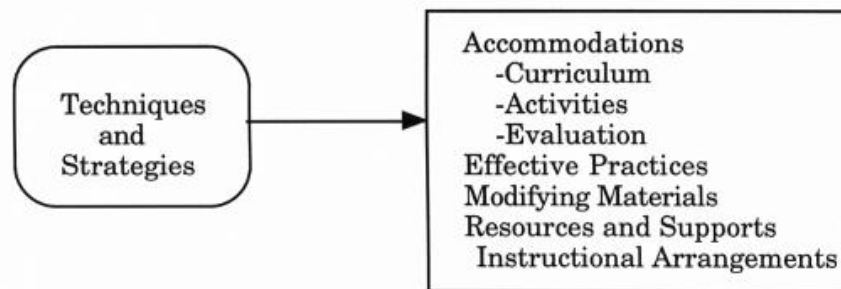 Techniques
and
Strategies
Accommodations
-Curriculum
-Activities
-Evaluation
Effective Practices
Modifying Materials
Resources and Supports
Instructional Arrangements